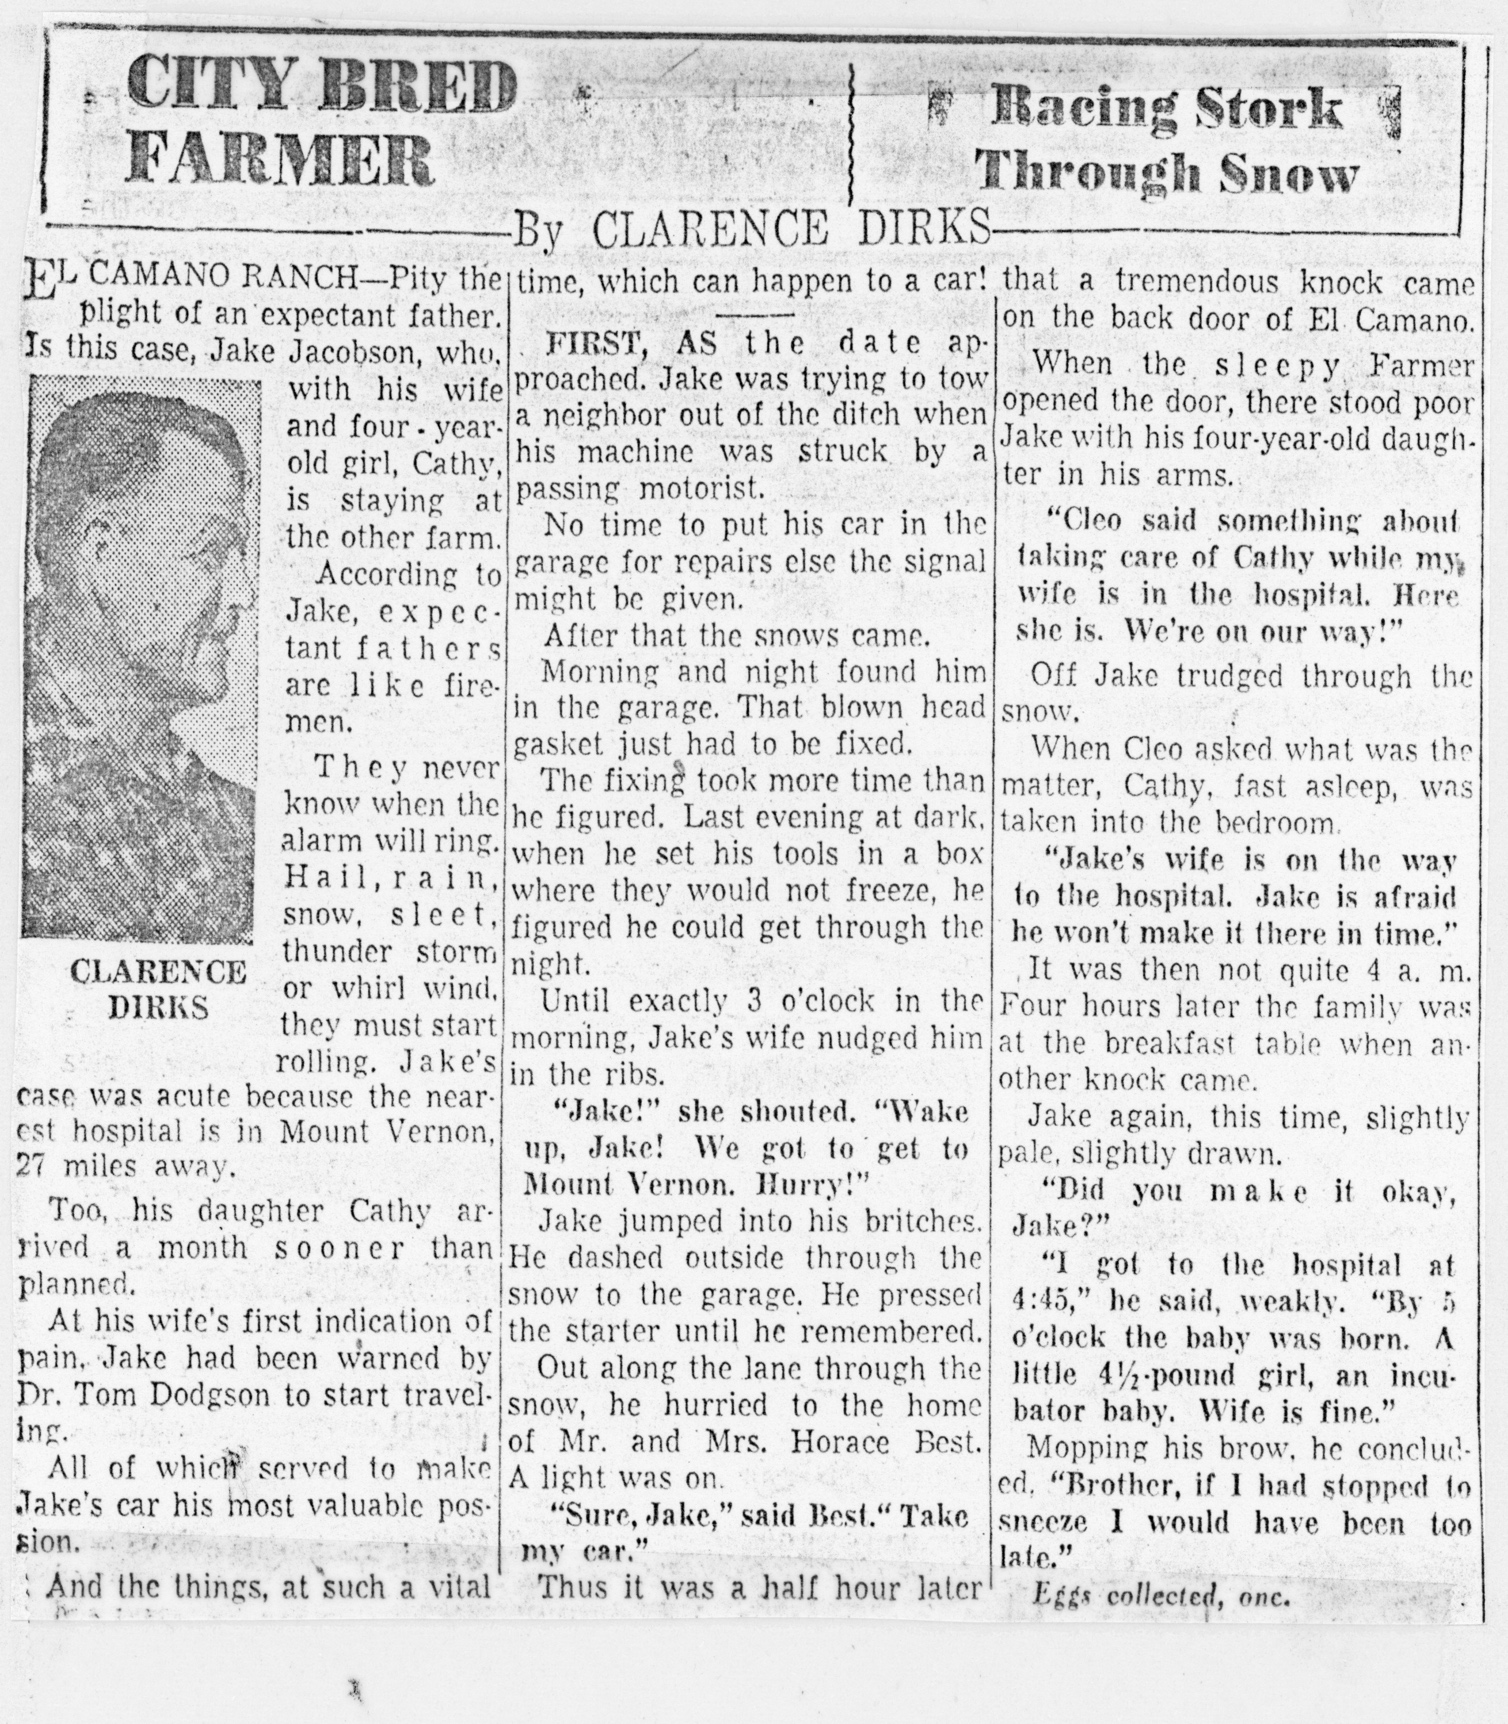 CITY BRED
FARMER
Racing Stork
Through Snow
By CLARENCE DIRKS
EL CAMANO RANCH—Pity the
plight of an expectant father.
Is this case, Jake Jacobson, who,
with his wife
and four-year-
old girl, Cathy,
is staying at
the other farm.
According to
Jake, expec-
tant fathers
are like fire-
men.
They never
know when the
alarm will ring.
Hail, rain,
snow, sleet,
thunder storm
or whirl wind,
they must start
rolling. Jake's
CLARENCE
DIRKS
case was acute because the near-
est hospital is in Mount Vernon,
27 miles away.
Too, his daughter Cathy ar-
rived a month sooner than
planned.
At his wife's first indication of
pain, Jake had been warned by
Dr. Tom Dodgson to start travel-
ing.
All of which served to make
Jake's car his most valuable pos-
sion.
And the things, at such a vital
time, which can happen to a car!
FIRST, AS the date ap-
proached. Jake was trying to tow
a neighbor out of the ditch when
his machine was struck by a
passing motorist.
No time to put his car in the
garage for repairs else the signal
might be given.
After that the snows came.
Morning and night found him
in the garage. That blown head
gasket just had to be fixed.
The fixing took more time than
he figured. Last evening at dark,
when he set his tools in a box
where they would not freeze, he
figured he could get through the
night.
Until exactly 3 o'clock in the
morning, Jake's wife nudged him
in the ribs.
"Jake!" she shouted. "Wake
up, Jake! We got to get to
Mount Vernon. Hurry!"
Jake jumped into his britches.
He dashed outside through the
snow to the garage. He pressed
the starter until he remembered.
Out along the lane through the
snow, he hurried to the home
of Mr. and Mrs. Horace Best.
A light was on.
"Sure, Jake," said Best." Take
my car."
Thus it was a half hour later
that a tremendous knock came
on the back door of El Camano.
When the sleepy Farmer
opened the door, there stood poor
Jake with his four-year-old daugh-
ter in his arms.
"Cleo said something about
taking care of Cathy while my
wife is in the hospital. Here
she is. We're on our way!"
Off Jake trudged through the
snow.
When Cleo asked what was the
matter, Cathy, fast asleep, was
taken into the bedroom.
"Jake's wife is on the way
to the hospital. Jake is afraid
he won't make it there in time."
It was then not quite 4 a. m.
Four hours later the family was
at the breakfast table when an-
other knock came.
Jake again, this time, slightly
pale, slightly drawn.
"Did you make it okay,
Jake?"
"I got to the hospital at
4:45," he said, weakly. "By 5
o'clock the baby was born. A
little 4½-pound girl, an incu-
bator baby. Wife is fine."
Mopping his brow, he conclud-
ed, "Brother, if I had stopped to
sneeze I would have been too
late."
Eggs collected, one.